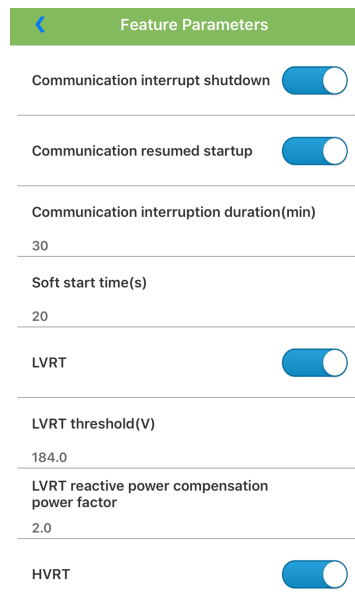 Feature Parameters
Communication interrupt shutdown
Communication resumed startup
Communication interruption duration(min)
30
Soft start time(s)
20
LVRT
LVRT threshold(V)
184.0
LVRT reactive power compensation
power factor
2.0
HVRT